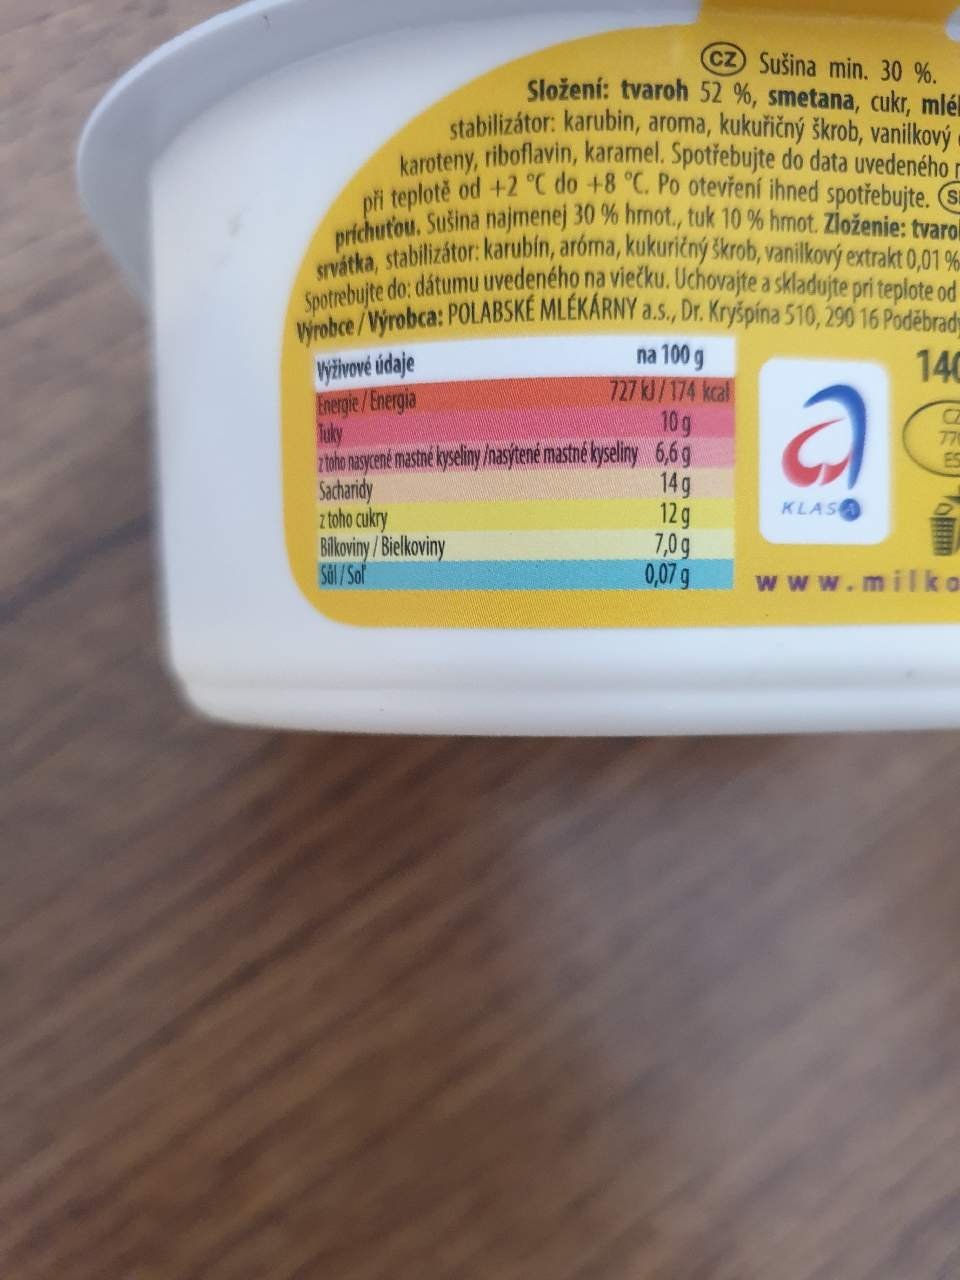 CZ Sušina min. 30 %.
Složení: tvaroh 52 %, smetana, cukr,
stabilizátor: karubin, aroma, kukuřičný škrob, vanilkový
karoteny, riboflavin, karamel. Spotřebujte do data uvedeného
při teplotě od +2 °C do +8 °C. Po otevření ihned spotřebujte.
príchuťou. Sušina najmenej 30 % hmot., tuk 10 % hmot. Zloženie:
srvátka, stabilizátor: karubín, aróma, kukuričný škrob, vanilkový extrakt 0,01 %
Spotrebujte do: dátumu uvedeného na viečku. Uchovajte a skladujte pri teplote od
Výrobce / Výrobca: POLABSKÉ MLÉKÁRNY a.s., Dr. Kryšpína 510, 290 16 Poděbrady
Výživové údaje na 100 g
Energie / Energia 727 kJ / 174 kcal
Tuky 10 g
z toho nasycené mastné kyseliny /nasýtené mastné kyseliny 6,6 g
Sacharidy 14 g
z toho cukry 12 g
Bílkoviny / Bielkoviny 7,0 g
Sůl / Soľ 0,07 g
KLASA
140
CZ
770
ES
www.milko